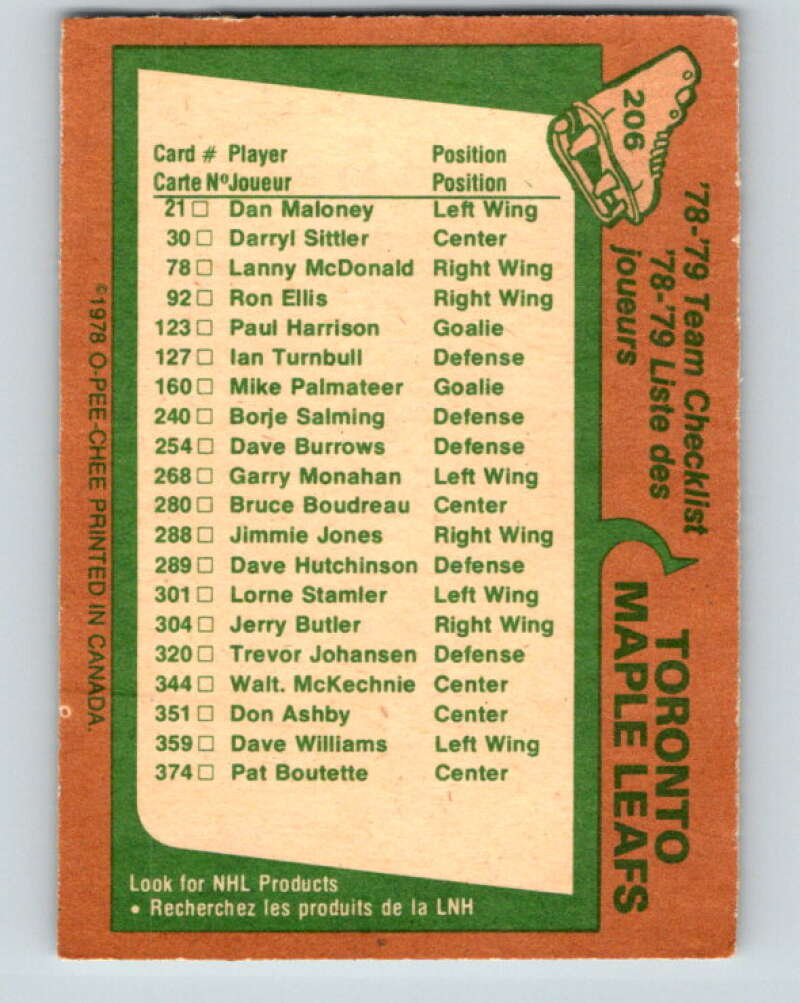 206
'78-'79 Team Checklist
'78-'79 Liste des
joueurs
TORONTO
MAPLE LEAFS
Card # Player Position
Carte NºJoueur Position
21 □ Dan Maloney Left Wing
30 □ Darryl Sittler Center
78 □ Lanny McDonald Right Wing
92 □ Ron Ellis Right Wing
123 □ Paul Harrison Goalie
127 □ Ian Turnbull Defense
160 □ Mike Palmateer Goalie
240 □ Borje Salming Defense
254 □ Dave Burrows Defense
268 □ Garry Monahan Left Wing
280 □ Bruce Boudreau Center
288 □ Jimmie Jones Right Wing
289 □ Dave Hutchinson Defense
301 □ Lorne Stamler Left Wing
304 □ Jerry Butler Right Wing
320 □ Trevor Johansen Defense
344 □ Walt. McKechnie Center
351 □ Don Ashby Center
359 □ Dave Williams Left Wing
374 □ Pat Boutette Center
Look for NHL Products
• Recherchez les produits de la LNH
©1978 O-PEE-CHEE PRINTED IN CANADA.